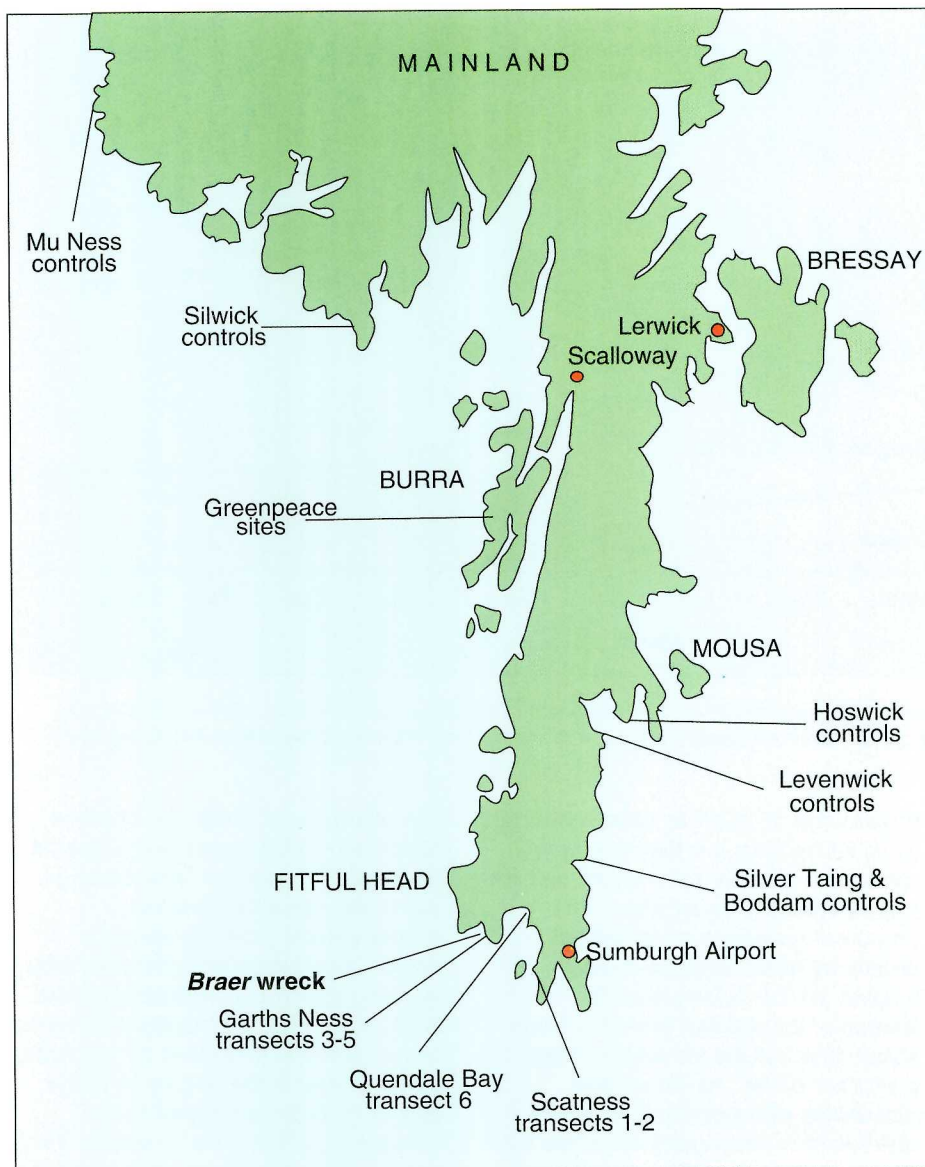 MAINLAND
Mu Ness
controls
BRESSAY
Silwick
controls
Lerwick
Scalloway
BURRA
Greenpeace
sites
MOUSA
Hoswick
controls
Levenwick
controls
FITFUL HEAD
Silver Taing &
Boddam controls
Sumburgh Airport
Braer wreck
Garths Ness
transects 3-5
Quendale Bay
transect 6
Scatness
transects 1-2